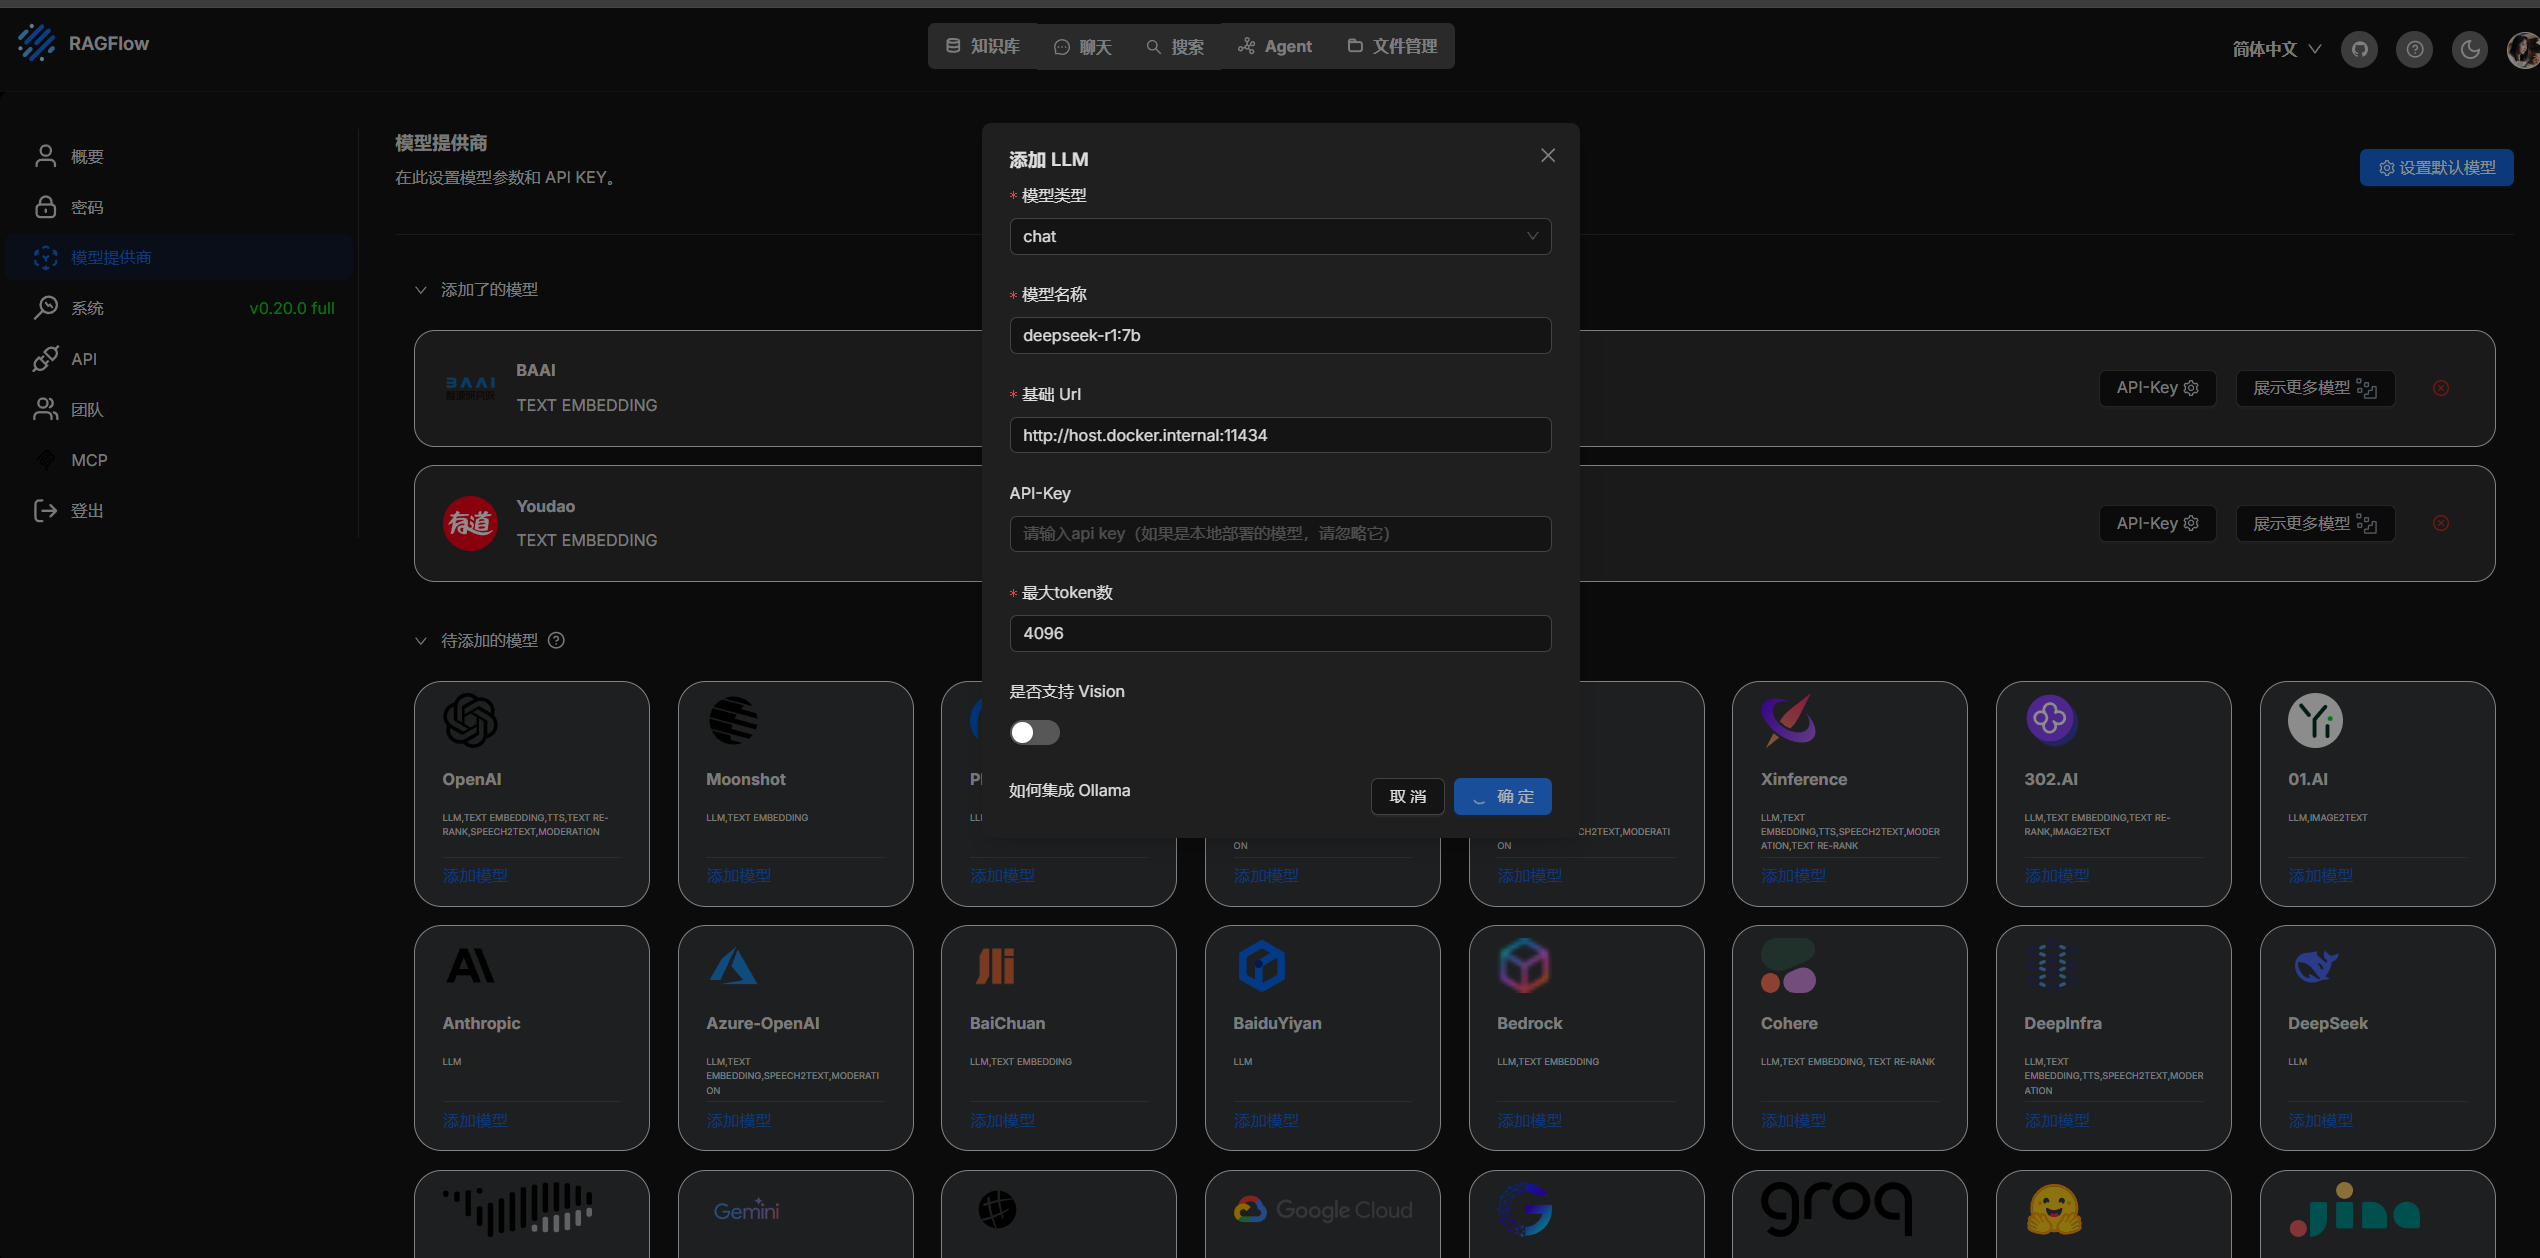 RAGFlow
知识库
聊天
搜索
Agent
文件管理
简体中文
概要
密码
模型提供商
系统
v0.20.0 full
API
团队
MCP
登出
模型提供商
在此设置模型参数和 API KEY。
设置默认模型
添加了的模型
BAAI
BAAI
TEXT EMBEDDING
API-Key
展示更多模型
有道
Youdao
TEXT EMBEDDING
API-Key
展示更多模型
待添加的模型
添加 LLM
* 模型类型
chat
* 模型名称
deepseek-r1:7b
* 基础 Url
http://host.docker.internal:11434
API-Key
请输入api key（如果是本地部署的模型，请忽略它）
* 最大token数
4096
是否支持 Vision
如何集成 Ollama
取 消
确 定
OpenAI
LLM,TEXT EMBEDDING,TTS,TEXT RE-
RANK,SPEECH2TEXT,MODERATION
添加模型
Moonshot
LLM,TEXT EMBEDDING
添加模型
添加模型
ON
添加模型
CH2TEXT,MODERATI
ON
添加模型
Xinference
LLM,TEXT
EMBEDDING,TTS,SPEECH2TEXT,MODER
ATION,TEXT RE-RANK
添加模型
302.AI
LLM,TEXT EMBEDDING,TEXT RE-
RANK,IMAGE2TEXT
添加模型
Yi
01.AI
LLM,IMAGE2TEXT
添加模型
Anthropic
LLM
添加模型
Azure-OpenAI
LLM,TEXT
EMBEDDING,SPEECH2TEXT,MODERATI
ON
添加模型
BaiChuan
LLM,TEXT EMBEDDING
添加模型
BaiduYiyan
LLM
添加模型
Bedrock
LLM,TEXT EMBEDDING
添加模型
Cohere
LLM,TEXT EMBEDDING, TEXT RE-RANK
添加模型
DeepInfra
LLM,TEXT
EMBEDDING,TTS,SPEECH2TEXT,MODER
ATION
添加模型
DeepSeek
LLM
添加模型
Gemini
Google Cloud
groq
jina